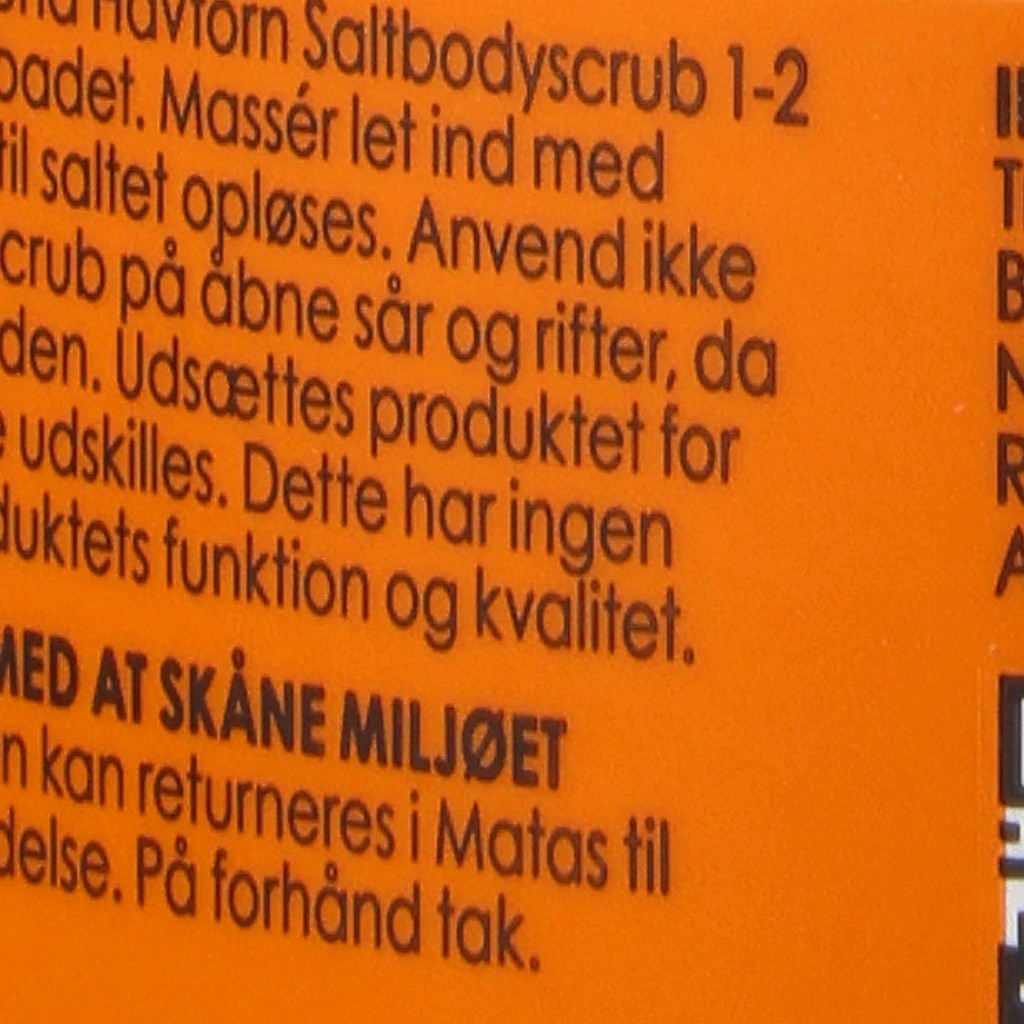 Havtorn Saltbodyscrub 1-2
badet. Massér let ind med
til saltet opløses. Anvend ikke
scrub på åbne sår og rifter, da
den. Udsættes produktet for
udskilles. Dette har ingen
duktets funktion og kvalitet.
MED AT SKÅNE MILJØET
n kan returneres i Matas til
delse. På forhånd tak.